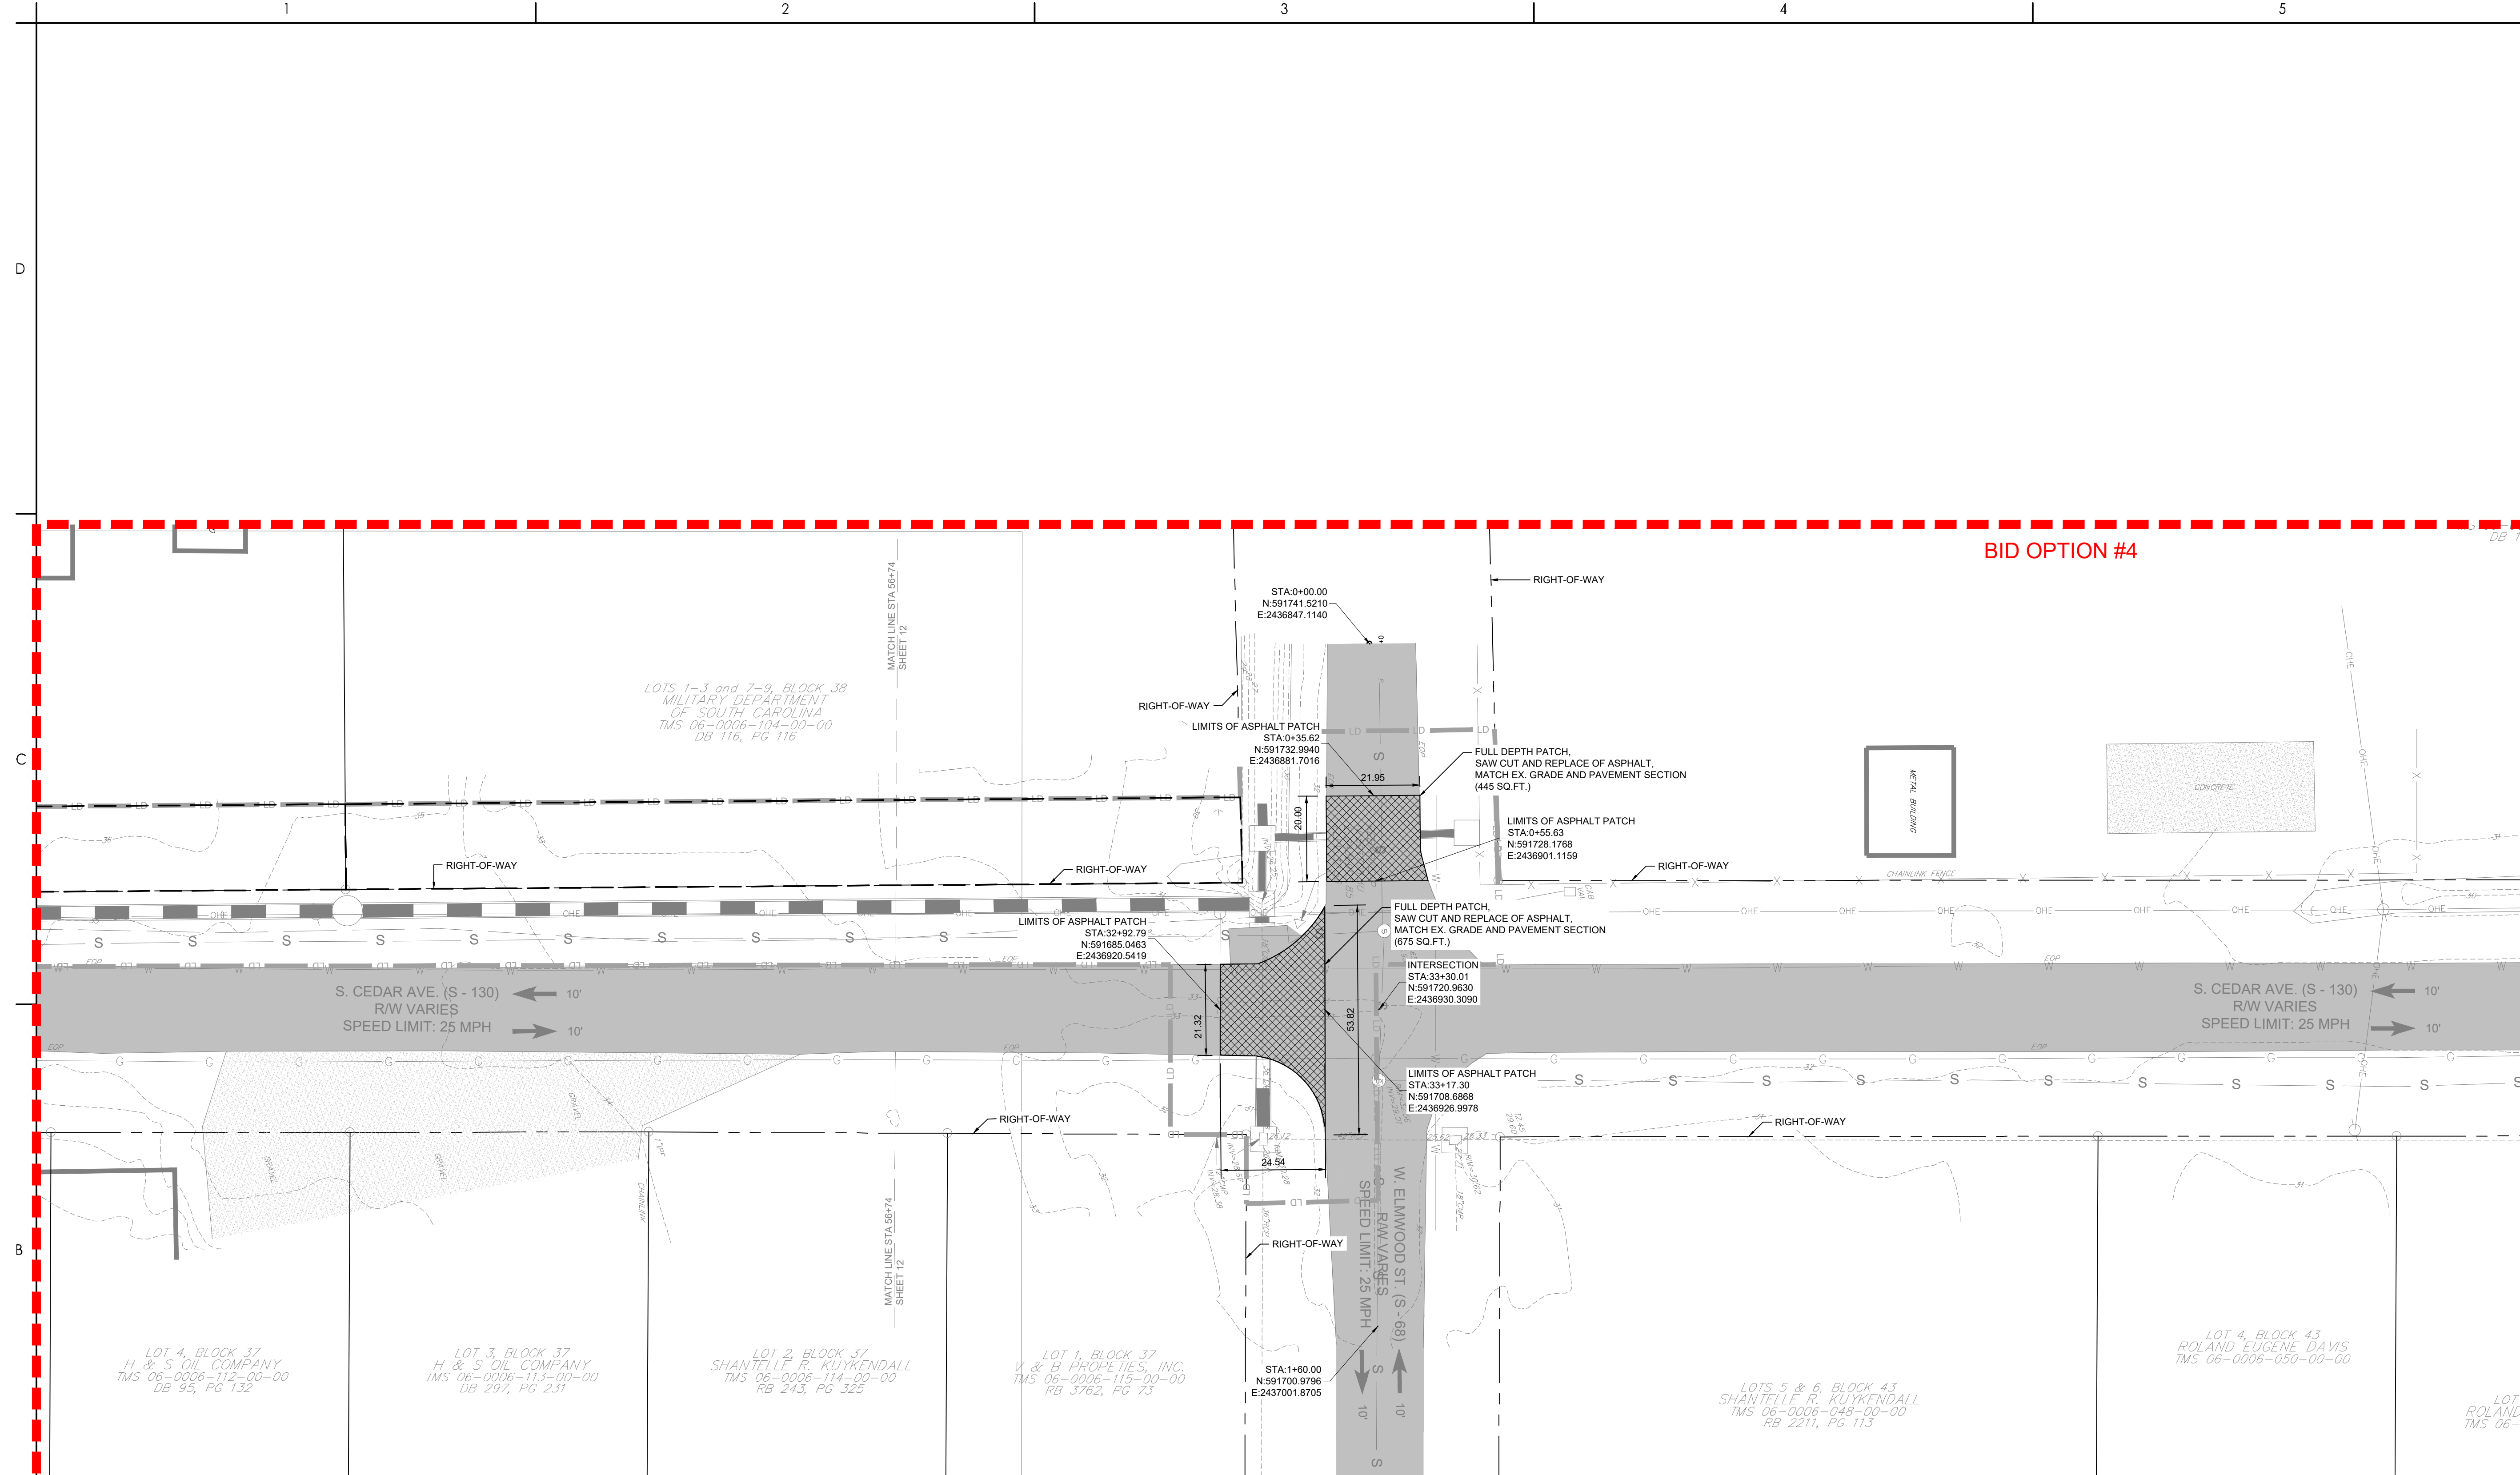 1
2
3
4
5
D
C
B
BID OPTION #4
RIGHT-OF-WAY
STA:0+00.00
N:591741.5210
E:2436847.1140
MATCH LINE STA 56+74
SHEET 12
LOTS 1-3 and 7-9, BLOCK 38
MILITARY DEPARTMENT
OF SOUTH CAROLINA
TMS 06-0006-104-00-00
DB 116, PG 116
RIGHT-OF-WAY
LIMITS OF ASPHALT PATCH
STA:0+35.62
N:591732.9940
E:2436881.7016
21.95
20.00
FULL DEPTH PATCH,
SAW CUT AND REPLACE OF ASPHALT,
MATCH EX. GRADE AND PAVEMENT SECTION
(445 SQ.FT.)
LIMITS OF ASPHALT PATCH
STA:0+55.63
N:591728.1768
E:2436901.1159
METAL BUILDING
CONCRETE
CHAINLINK FENCE
RIGHT-OF-WAY
RIGHT-OF-WAY
RIGHT-OF-WAY
CAB
VAL
LIMITS OF ASPHALT PATCH
STA:32+92.79
N:591685.0463
E:2436920.5419
FULL DEPTH PATCH,
SAW CUT AND REPLACE OF ASPHALT,
MATCH EX. GRADE AND PAVEMENT SECTION
(675 SQ.FT.)
INTERSECTION
STA:33+30.01
N:591720.9630
E:2436930.3090
S. CEDAR AVE. (S - 130)
R/W VARIES
SPEED LIMIT: 25 MPH
10'
10'
21.32
53.82
24.54
S. CEDAR AVE. (S - 130)
R/W VARIES
SPEED LIMIT: 25 MPH
10'
10'
LIMITS OF ASPHALT PATCH
STA:33+17.30
N:591708.6868
E:2436926.9978
EOP
EOP
EOP
EOP
EOP
EOP
GRAVEL
GRAVEL
GRAVEL
CHAINLINK
RIGHT-OF-WAY
RIGHT-OF-WAY
RIGHT-OF-WAY
MATCH LINE STA 56+74
SHEET 12
W. ELMWOOD ST. (S - 68)
R/W VARIES
SPEED LIMIT: 25 MPH
10'
10'
STA:1+60.00
N:591700.9796
E:2437001.8705
LOT 4, BLOCK 37
H & S OIL COMPANY
TMS 06-0006-112-00-00
DB 95, PG 132
LOT 3, BLOCK 37
H & S OIL COMPANY
TMS 06-0006-113-00-00
DB 297, PG 231
LOT 2, BLOCK 37
SHANTELLE R. KUYKENDALL
TMS 06-0006-114-00-00
RB 243, PG 325
LOT 1, BLOCK 37
V & B PROPETIES, INC.
TMS 06-0006-115-00-00
RB 3762, PG 73
LOTS 5 & 6, BLOCK 43
SHANTELLE R. KUYKENDALL
TMS 06-0006-048-00-00
RB 2211, PG 113
LOT 4, BLOCK 43
ROLAND EUGENE DAVIS
TMS 06-0006-050-00-00
LOT
ROLAND
TMS 06-